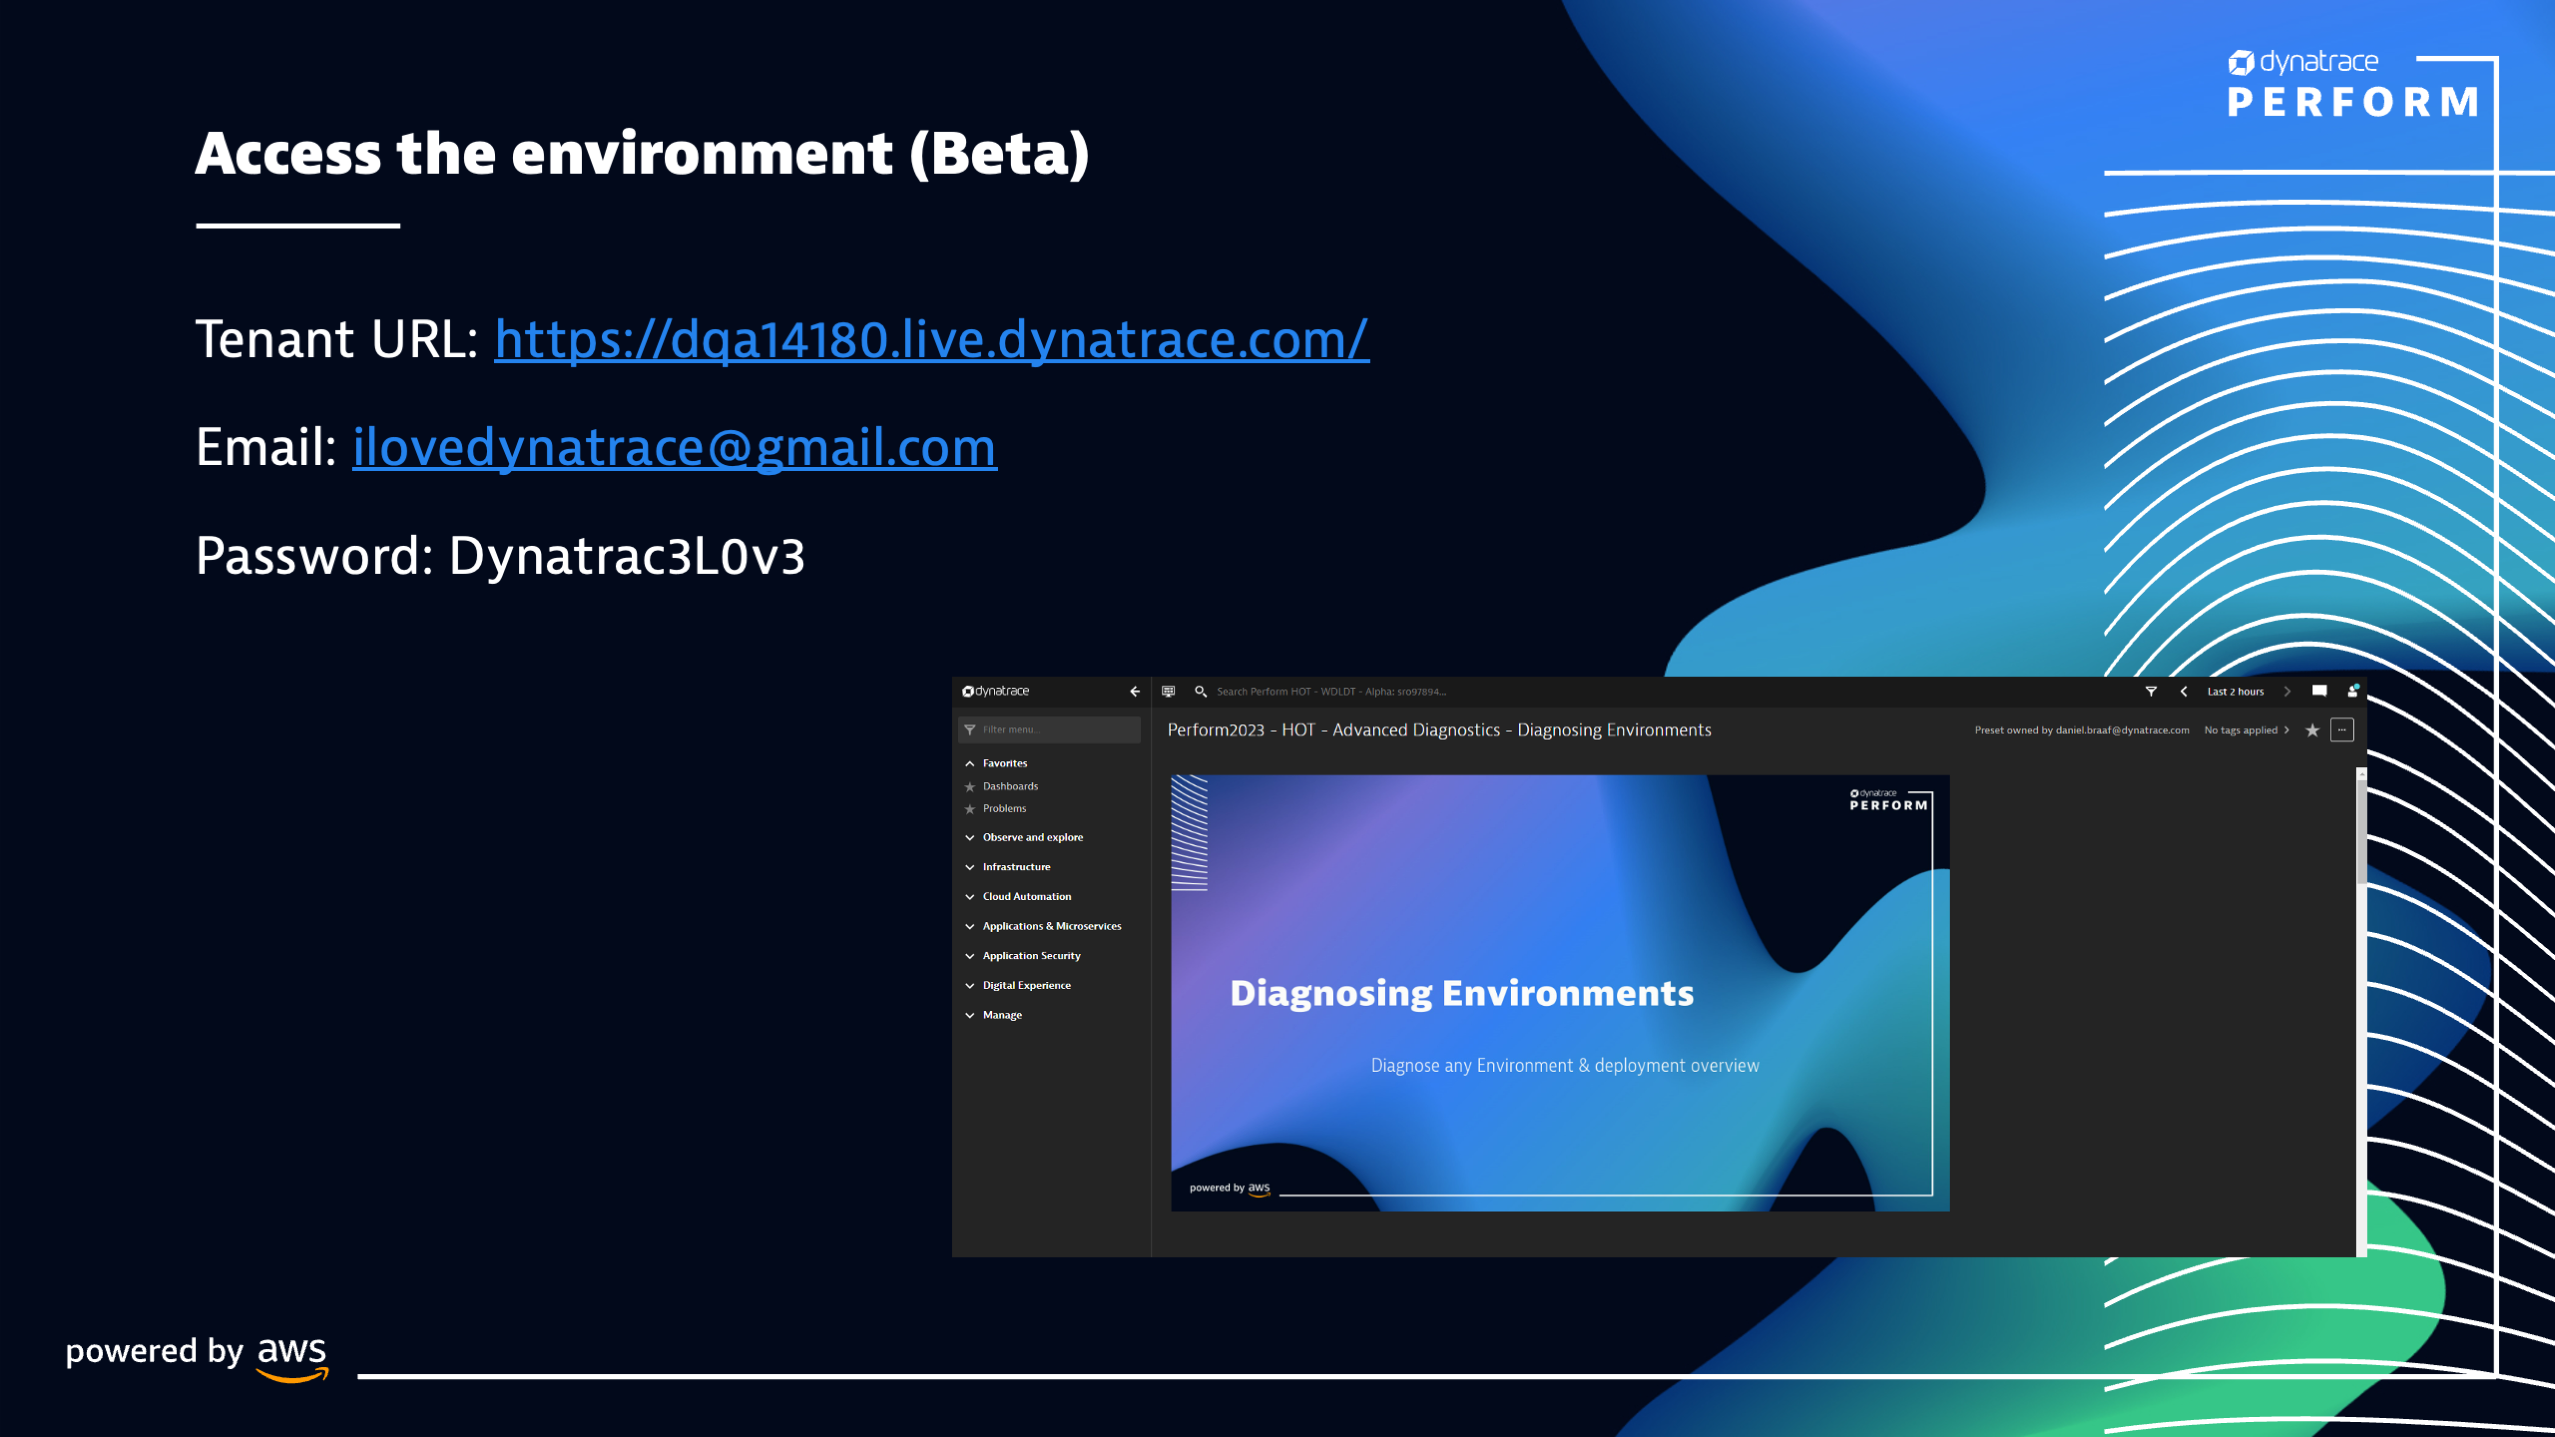 dynatrace
PERFORM
Access the environment (Beta)
Tenant URL: https://dqa14180.live.dynatrace.com/
Email: ilovedynatrace@gmail.com
Password: Dynatrac3L0v3
dynatrace
Search Perform HOT - WDLDT - Alpha: sro97894...
Last 2 hours
Filter menu...
Perform2023 - HOT - Advanced Diagnostics - Diagnosing Environments
Preset owned by daniel.braaf@dynatrace.com
No tags applied
Favorites
Dashboards
Problems
Observe and explore
Infrastructure
Cloud Automation
Applications & Microservices
Application Security
Digital Experience
Manage
dynatrace
PERFORM
Diagnosing Environments
Diagnose any Environment & deployment overview
powered by aws
powered by aws